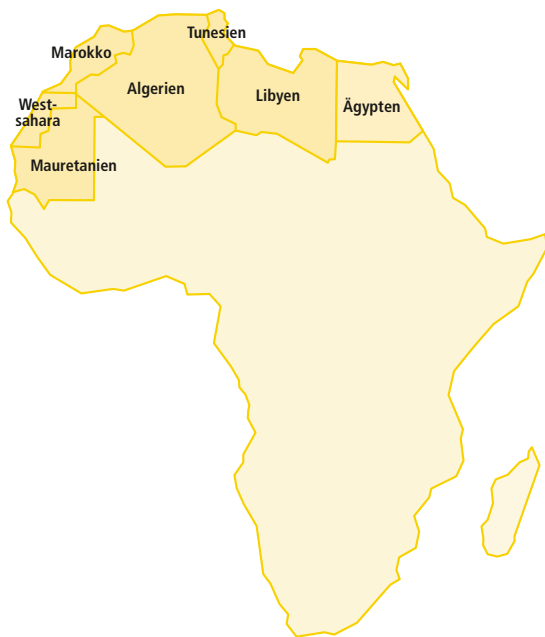 Tunesien
Marokko
Algerien
Libyen
West-
sahara
Ägypten
Mauretanien